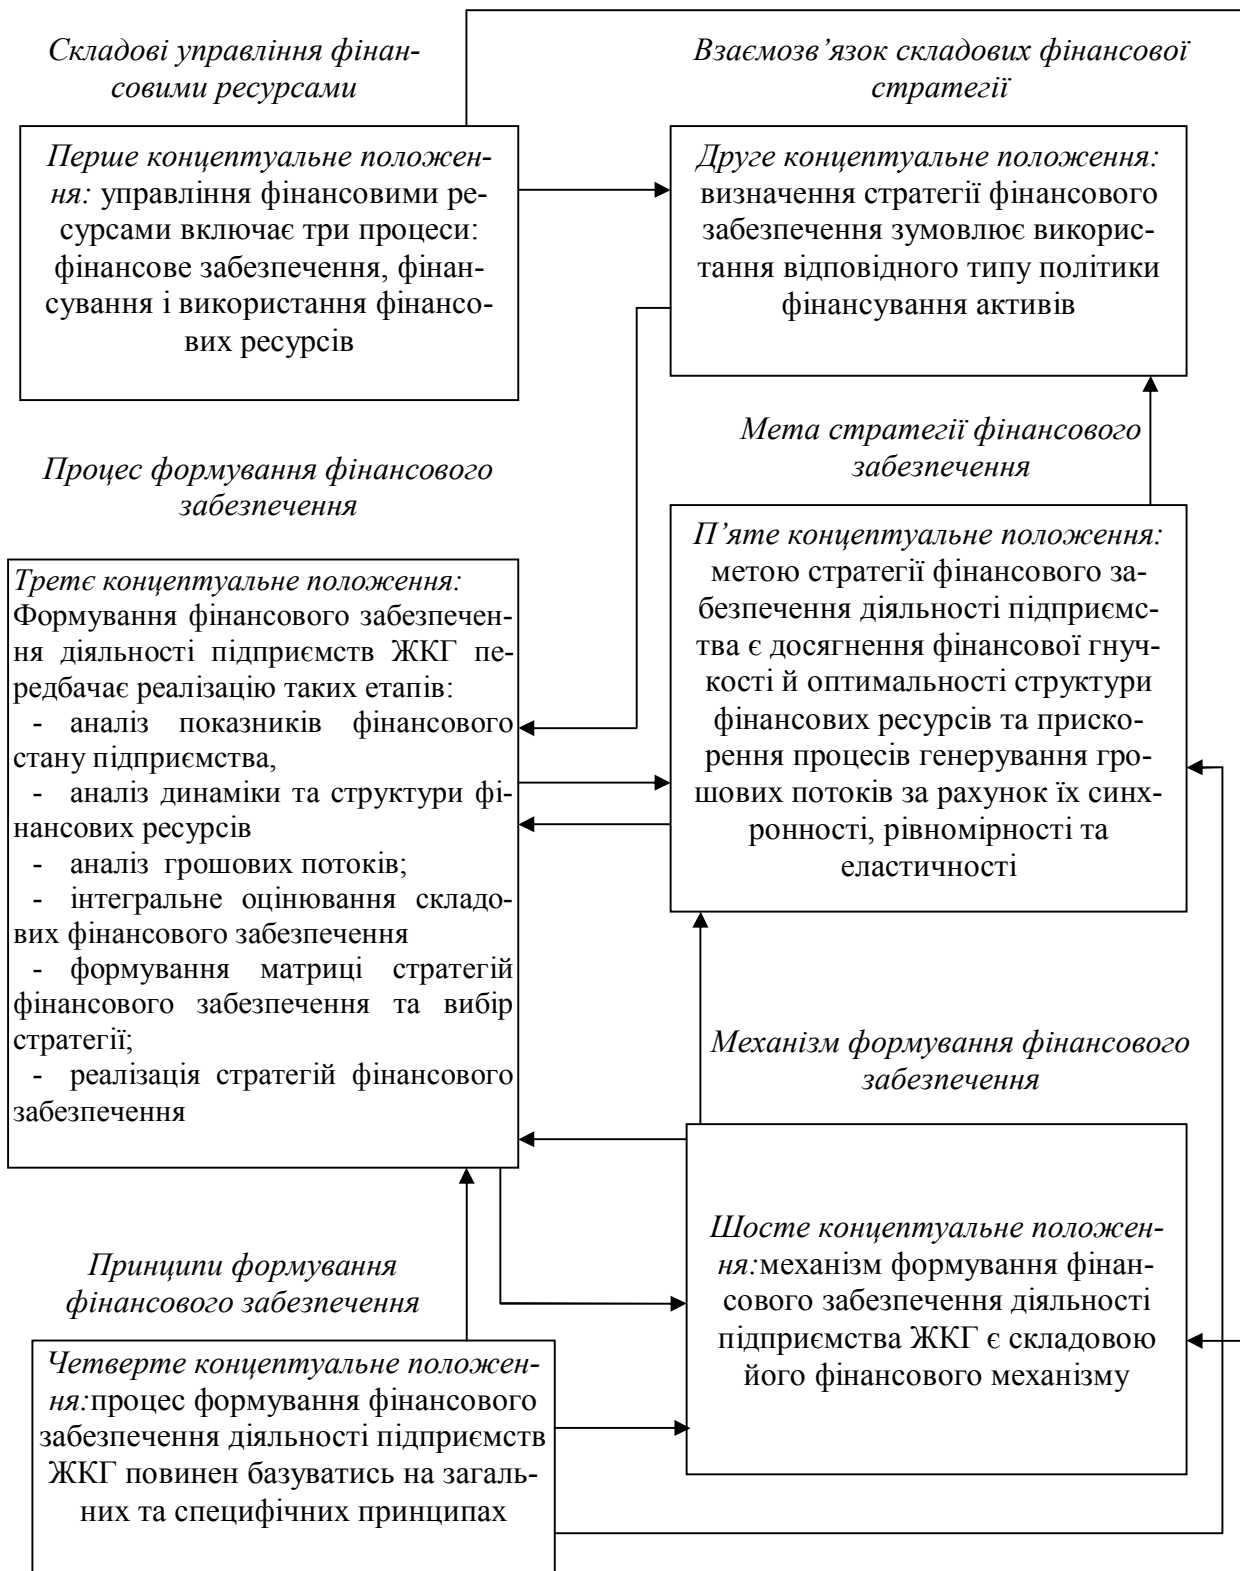 Складові управління фінан-
совими ресурсами
Взаємозв’язок складових фінансової
стратегії
Перше концептуальне положен-
ня: управління фінансовими ре-
сурсами включає три процеси:
фінансове забезпечення, фінан-
сування і використання фінансо-
вих ресурсів
Друге концептуальне положення:
визначення стратегії фінансового
забезпечення зумовлює викорис-
тання відповідного типу політики
фінансування активів
Процес формування фінансового
забезпечення
Мета стратегії фінансового
забезпечення
Третє концептуальне положення:
Формування фінансового забезпечен-
ня діяльності підприємств ЖКГ пе-
редбачає реалізацію таких етапів:
- аналіз показників фінансового
стану підприємства,
- аналіз динаміки та структури фі-
нансових ресурсів
- аналіз грошових потоків;
- інтегральне оцінювання складо-
вих фінансового забезпечення
- формування матриці стратегій
фінансового забезпечення та вибір
стратегії;
- реалізація стратегій фінансового
забезпечення
П’яте концептуальне положення:
метою стратегії фінансового за-
безпечення діяльності підприємс-
тва є досягнення фінансової гнуч-
кості й оптимальності структури
фінансових ресурсів та приско-
рення процесів генерування гро-
шових потоків за рахунок їх синх-
ронності, рівномірності та
еластичності
Механізм формування фінансового
забезпечення
Шосте концептуальне положен-
ня:механізм формування фінан-
сового забезпечення діяльності
підприємства ЖКГ є складовою
його фінансового механізму
Принципи формування
фінансового забезпечення
Четверте концептуальне положен-
ня:процес формування фінансового
забезпечення діяльності підприємств
ЖКГ повинен базуватись на загаль-
них та специфічних принципах